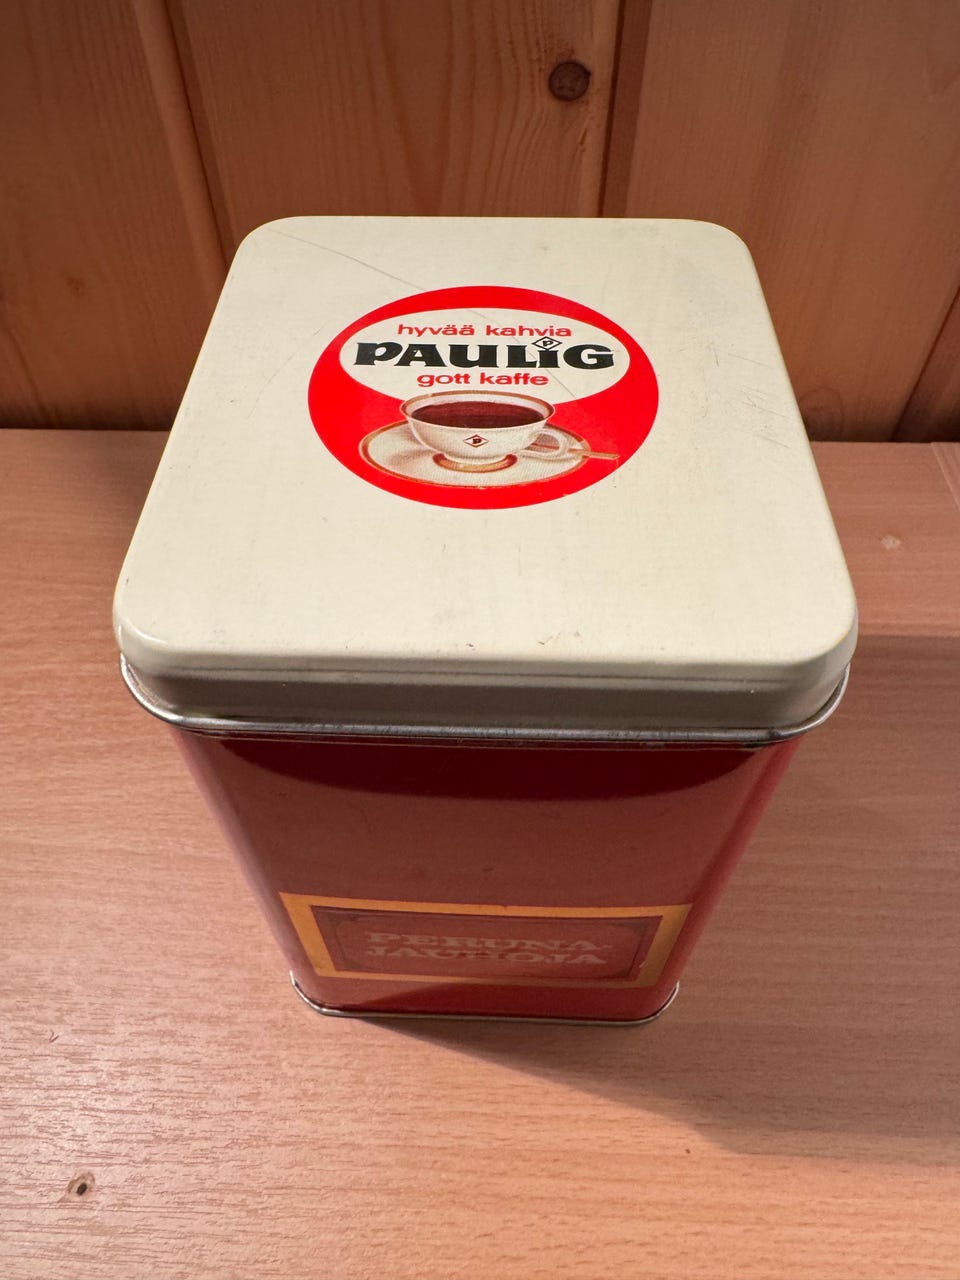 hyvää kahvia
PAULiG
gott kaffe
PERUNA-
JAUHOJA